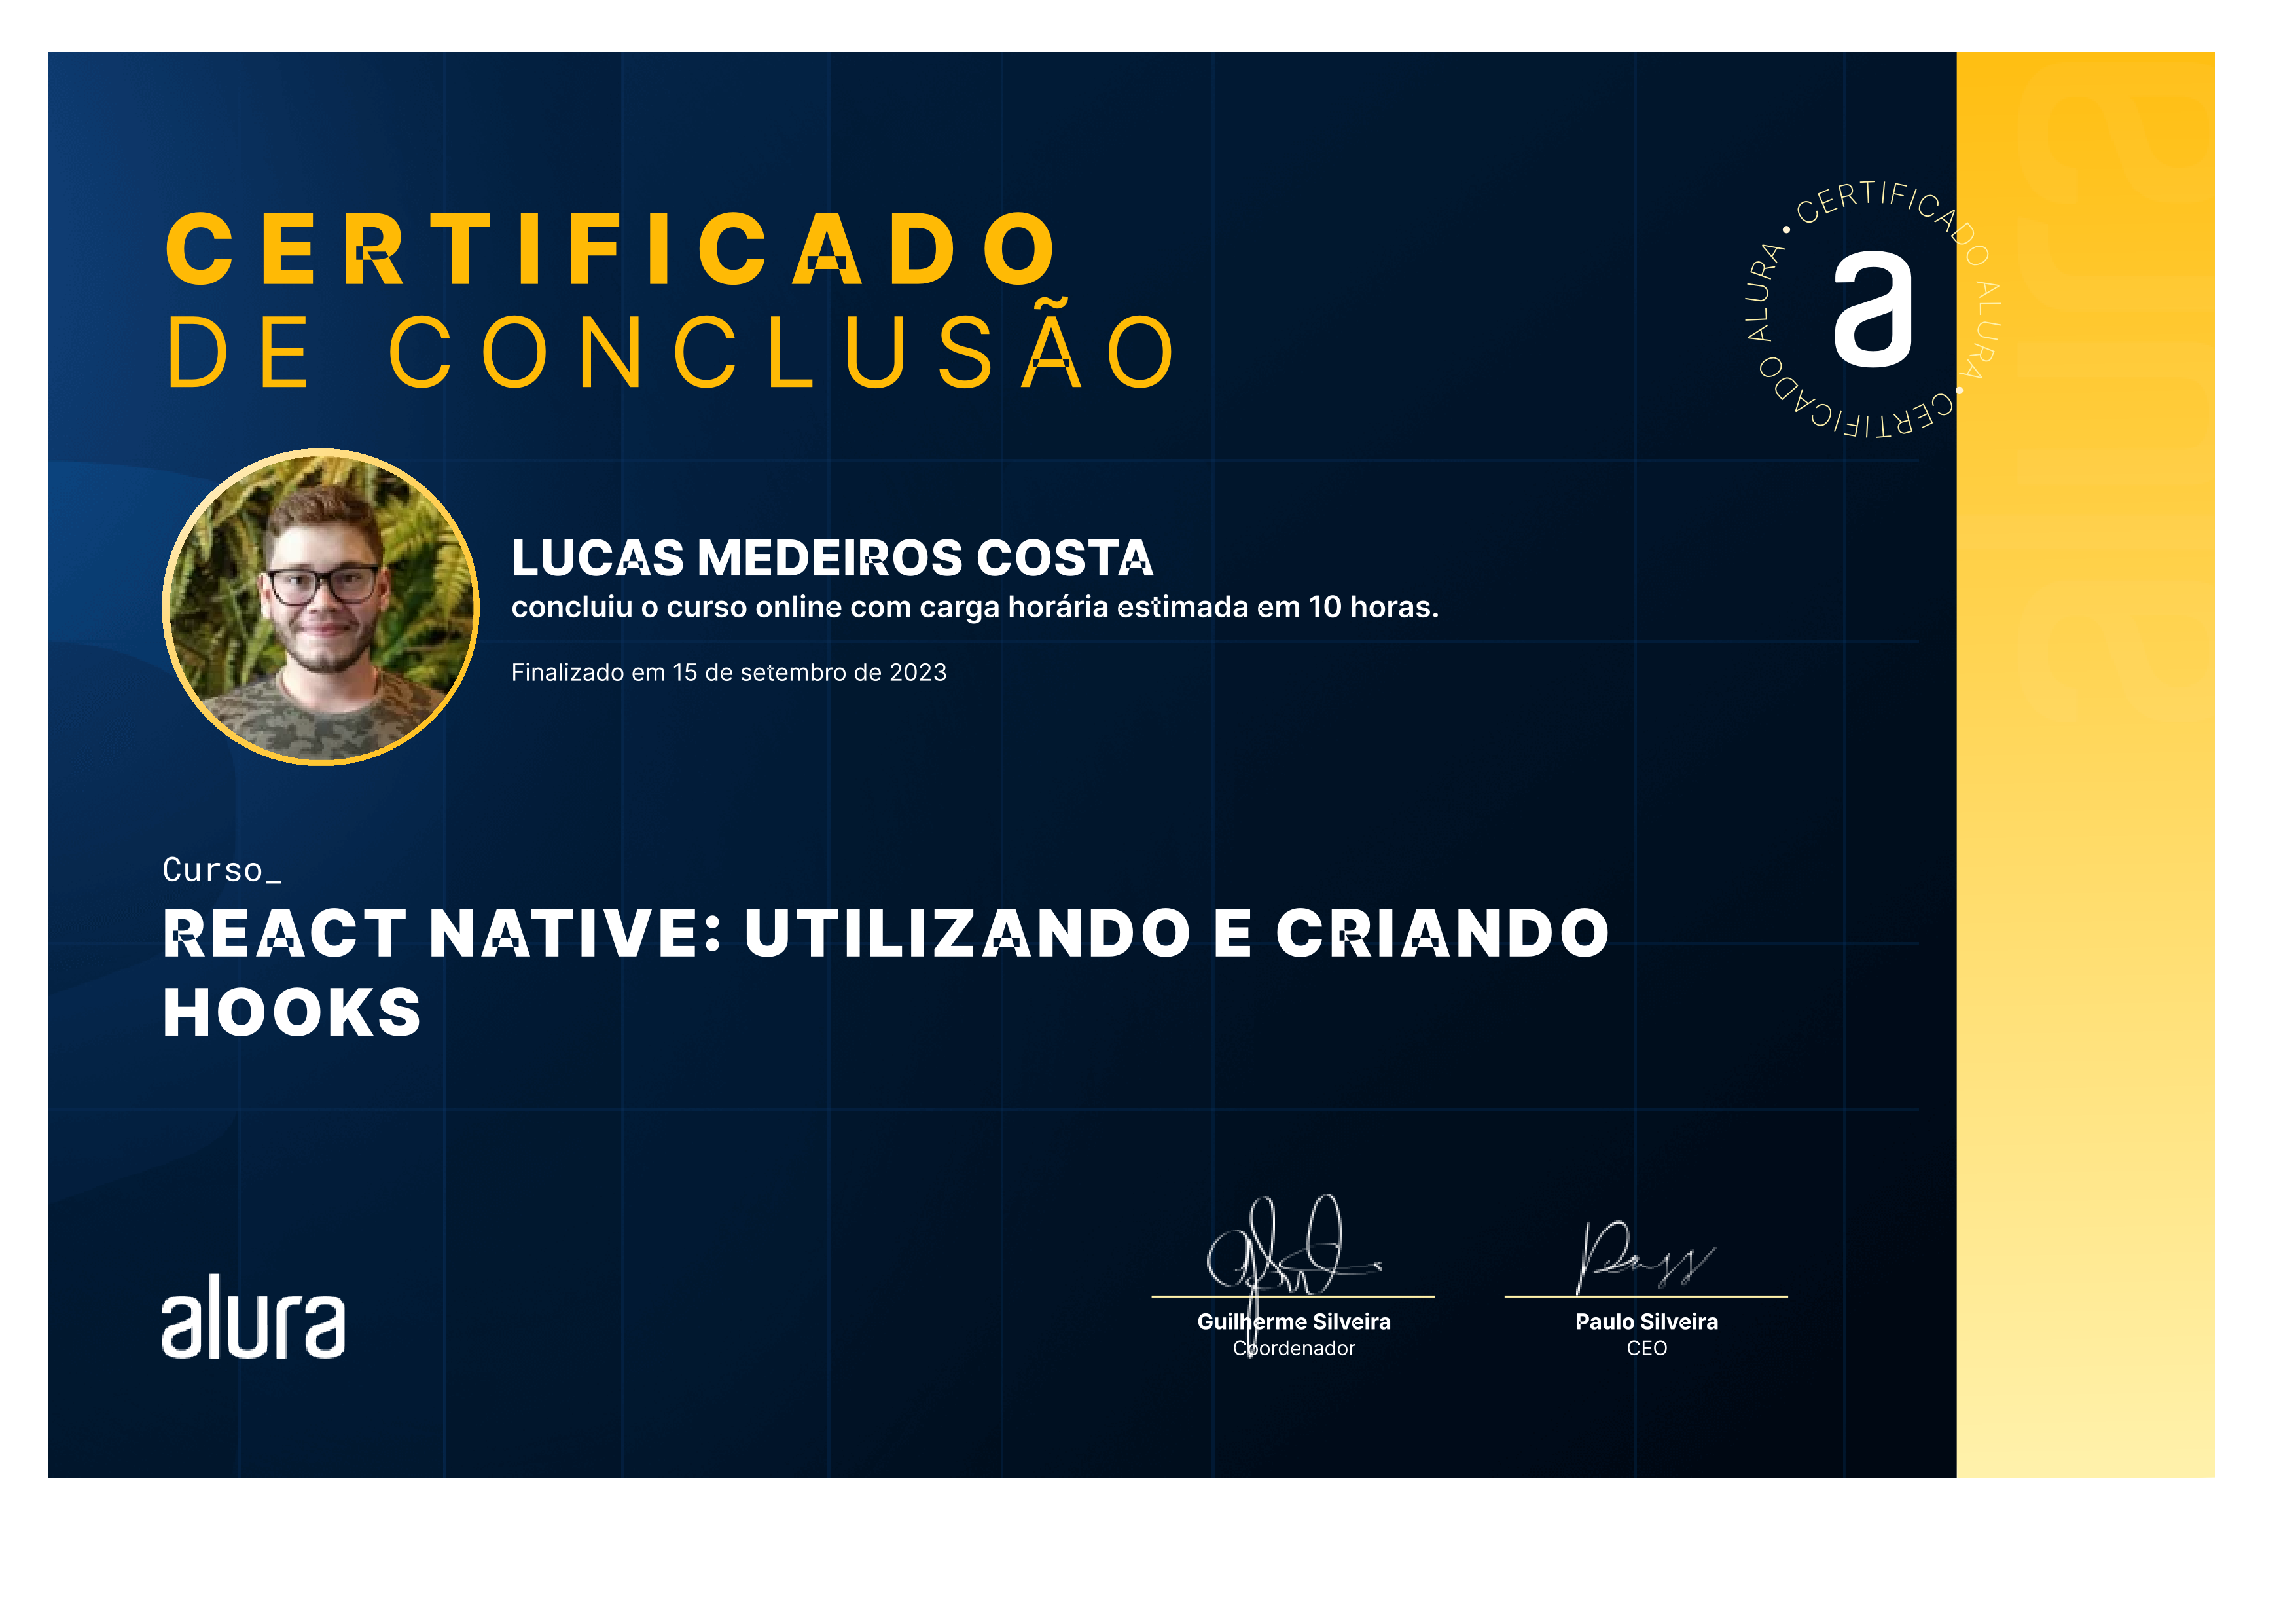 CERTIFICADO
DE CONCLUSÃO
CERTIFICADO ALURA • CERTIFICADO ALURA •
a
LUCAS MEDEIROS COSTA
concluiu o curso online com carga horária estimada em 10 horas.
Finalizado em 15 de setembro de 2023
Curso_
REACT NATIVE: UTILIZANDO E CRIANDO
HOOKS
alura
Guilherme Silveira
Coordenador
Paulo Silveira
CEO
alura